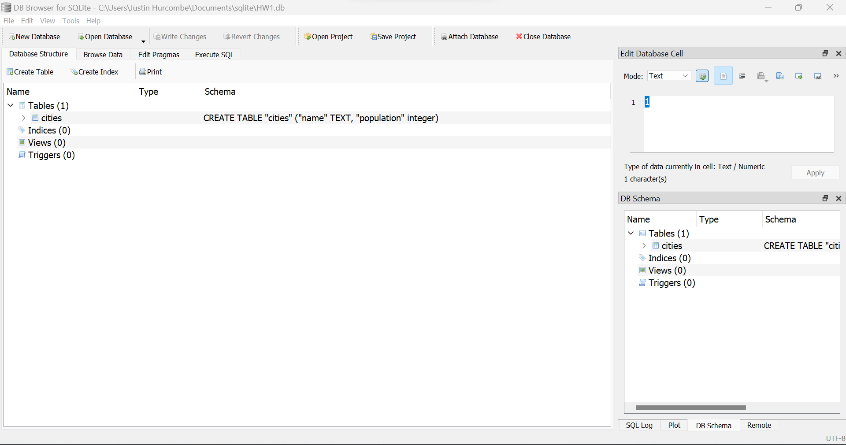 DB Browser for SQLite - C:\Users\Justin Hurcombe\Documents\sqlite\HW1.db
File Edit View Tools Help
New Database Open Database Write Changes Revert Changes Open Project Save Project Attach Database Close Database
Database Structure Browse Data Edit Pragmas Execute SQL
Create Table Create Index Print
Name Type Schema
Tables (1)
cities CREATE TABLE "cities" ("name" TEXT, "population" integer)
Indices (0)
Views (0)
Triggers (0)
Edit Database Cell
Mode: Text
1 1
Type of data currently in cell: Text / Numeric
1 character(s)
Apply
DB Schema
Name Type Schema
Tables (1)
cities CREATE TABLE "citi
Indices (0)
Views (0)
Triggers (0)
SQL Log Plot DB Schema Remote
UTF-8